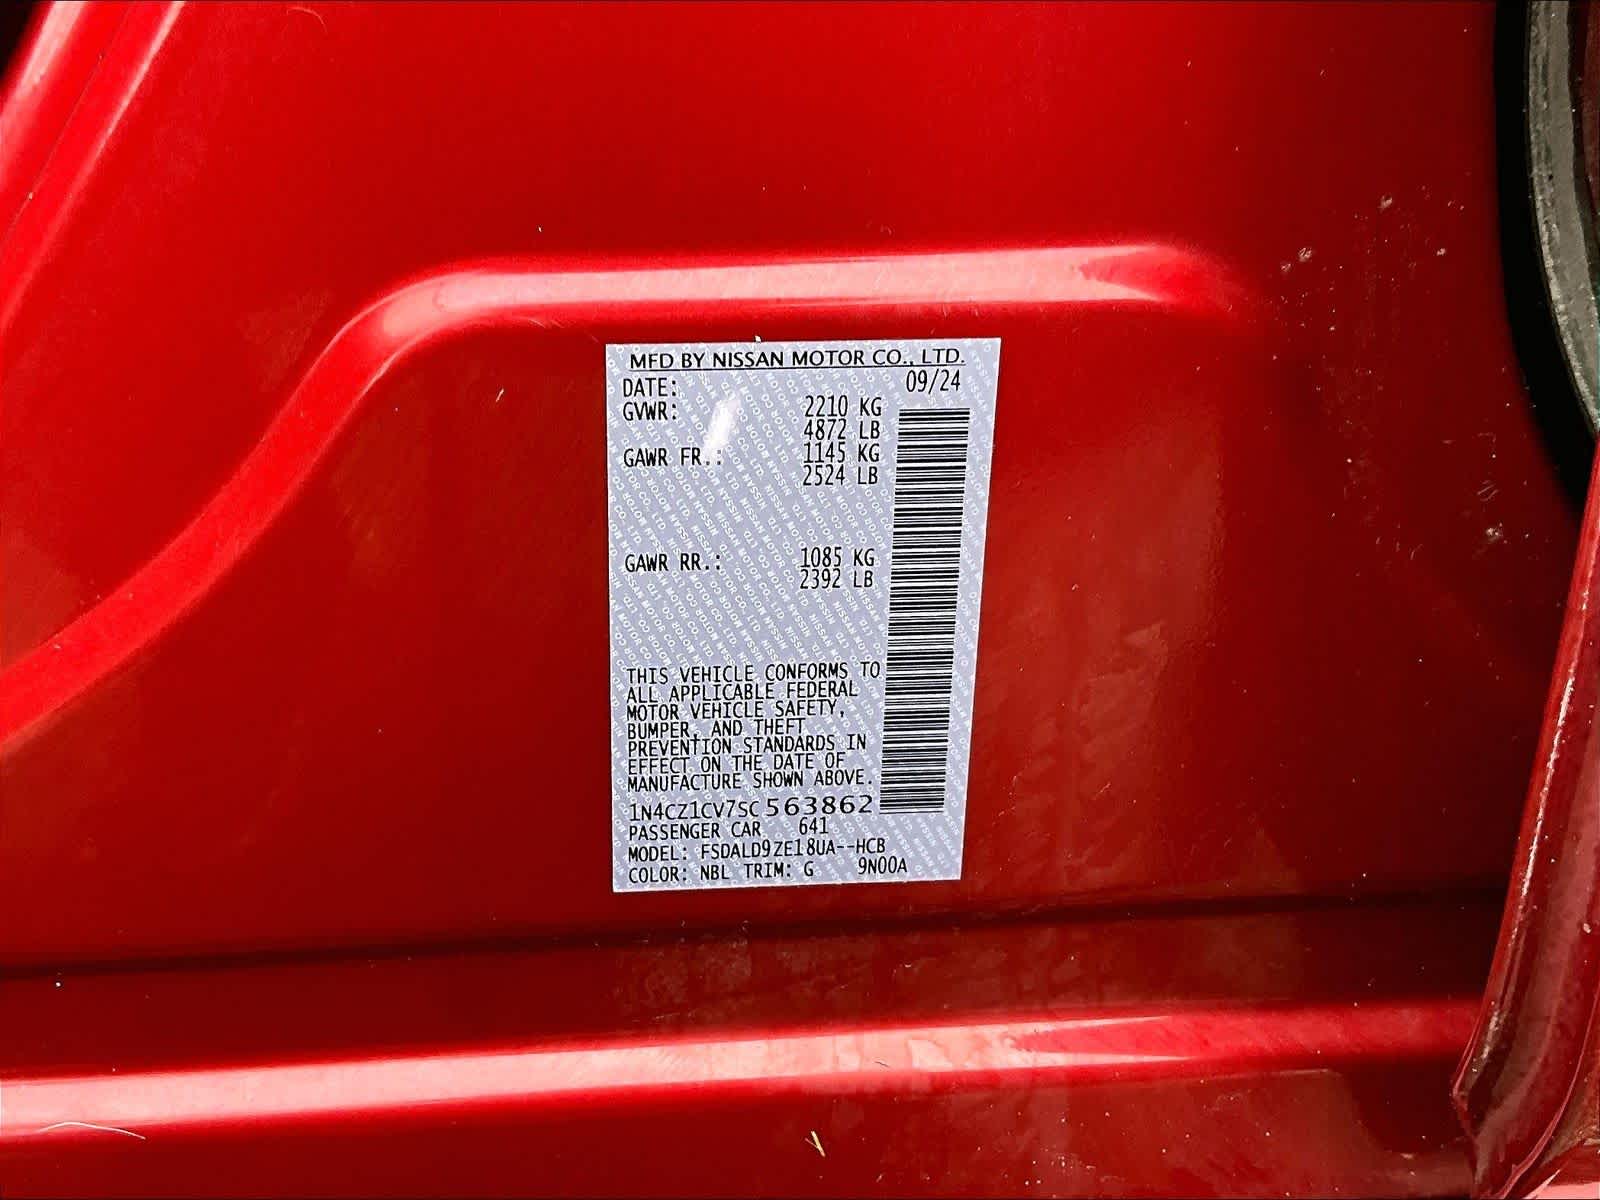 MFD BY NISSAN MOTOR CO., LTD.
DATE: 09/24
GVWR: 2210 KG
4872 LB
GAWR FR.: 1145 KG
2524 LB
GAWR RR.: 1085 KG
2392 LB
THIS VEHICLE CONFORMS TO
ALL APPLICABLE FEDERAL
MOTOR VEHICLE SAFETY,
BUMPER, AND THEFT
PREVENTION STANDARDS IN
EFFECT ON THE DATE OF
MANUFACTURE SHOWN ABOVE.
1N4CZ1CV7SC563862
PASSENGER CAR 641
MODEL: FSDALD9ZE18UA--HCB
COLOR: NBL TRIM: G 9N00A